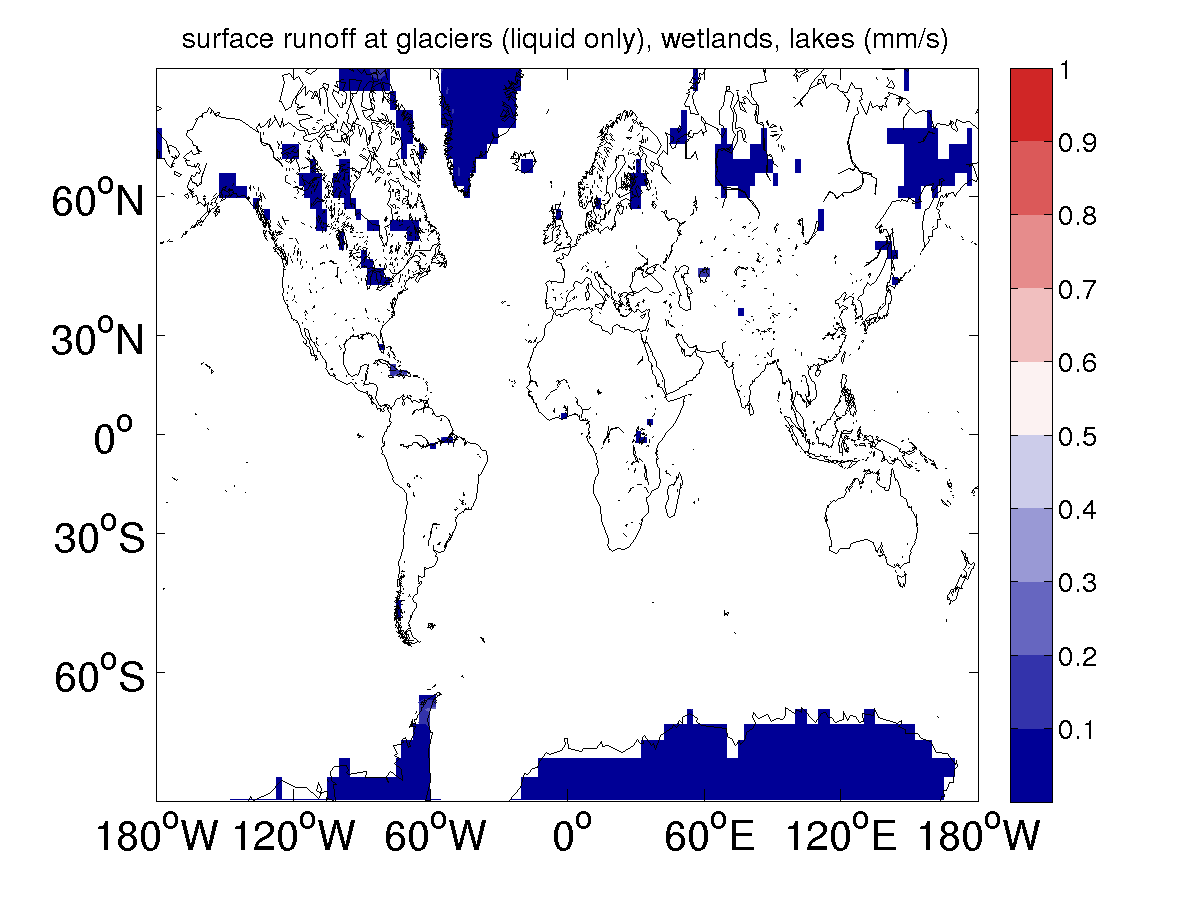 surface runoff at glaciers (liquid only), wetlands, lakes (mm/s)
1
0.9
0.8
0.7
0.6
0.5
0.4
0.3
0.2
0.1
60°N
30°N
0°
30°S
60°S
180°W 120°W 60°W 0° 60°E 120°E 180°W